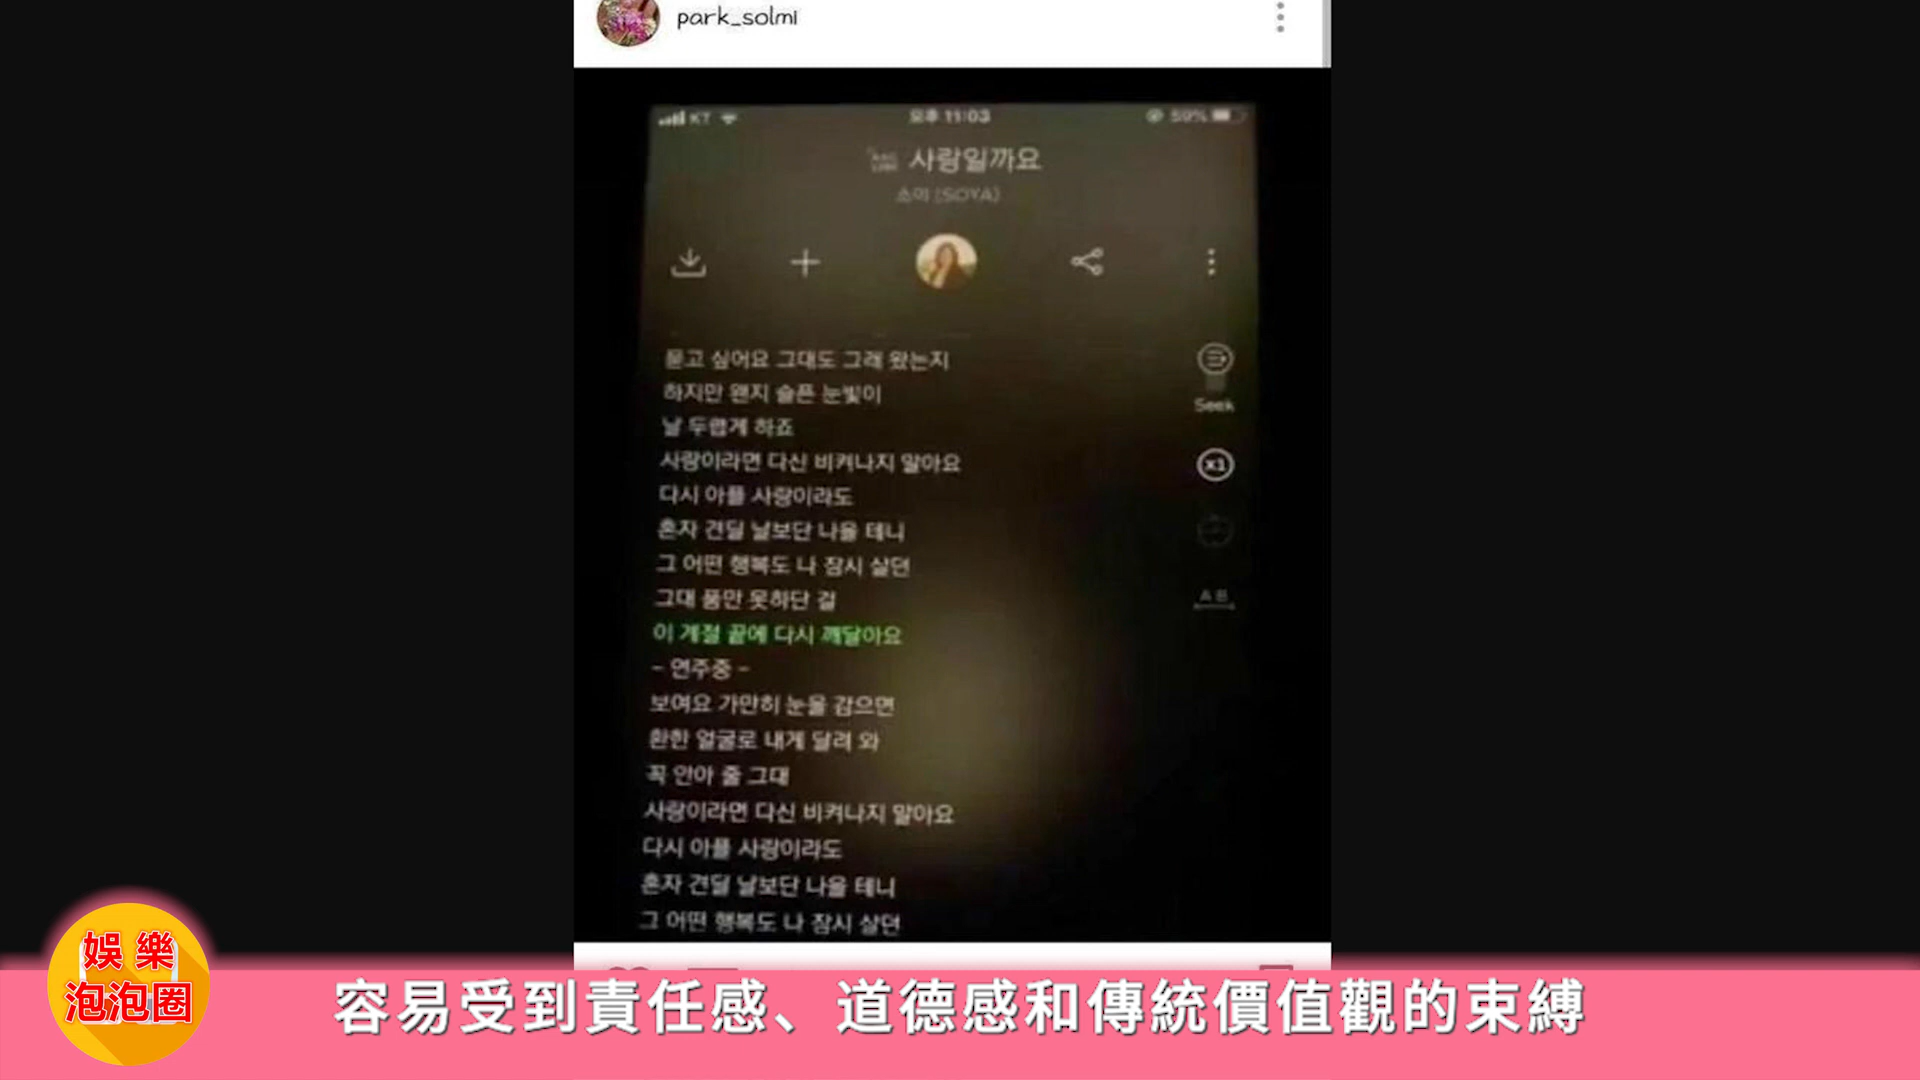 park_solmi
KT
오후 11:03
59%
사랑일까요
소야 (SOYA)
묻고 싶어요 그대도 그래 왔는지
하지만 왠지 슬픈 눈빛이
날 두렵게 하죠
사랑이라면 다신 비켜나지 말아요
다시 아플 사랑이라도
혼자 견딜 날보단 나을 테니
그 어떤 행복도 나 잠시 살던
그대 품만 못하단 걸
이 계절 끝에 다시 깨달아요
- 연주중 -
보여요 가만히 눈을 감으면
환한 얼굴로 내게 달려 와
꼭 안아 줄 그대
사랑이라면 다신 비켜나지 말아요
다시 아플 사랑이라도
혼자 견딜 날보단 나을 테니
그 어떤 행복도 나 잠시 살던
Seek
x1
A B
娛樂
泡泡圈
容易受到責任感、道德感和傳統價值觀的束縛